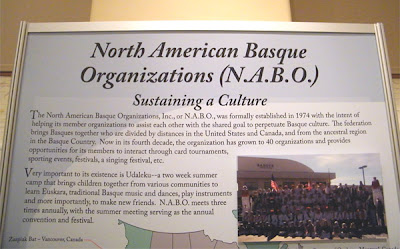 North American Basque
Organizations (N.A.B.O.)
Sustaining a Culture
The North American Basque Organizations, Inc., or N.A.B.O., was formally established in 1974 with the intent of
helping its member organizations to assist each other with the shared goal to perpetuate Basque culture. The federation
brings Basques together who are divided by distances in the United States and Canada, and from the ancestral region
in the Basque Country. Now in its fourth decade, the organization has grown to 40 organizations and provides
opportunities for its members to interact through card tournaments,
sporting events, festivals, a singing festival, etc.
Very important to its existence is Udaleku—a two week summer
camp that brings children together from various communities to
learn Euskara, traditional Basque music and dances, play instruments
and more importantly, to make new friends. N.A.B.O. meets three
times annually, with the summer meeting serving as the annual
convention and festival.
Zazpiak Bat – Vancouver, Canada